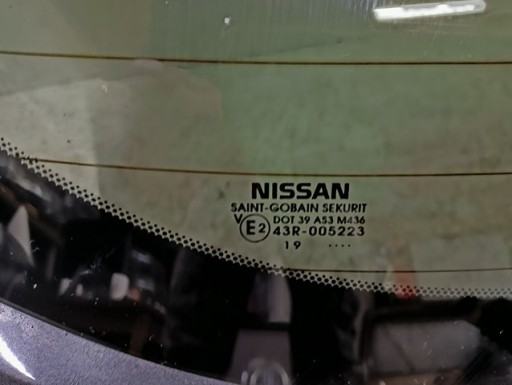 NISSAN
SAINT-GOBAIN SEKURIT
DOT 39 A53 M436
V E2 43R-005223
19 ....